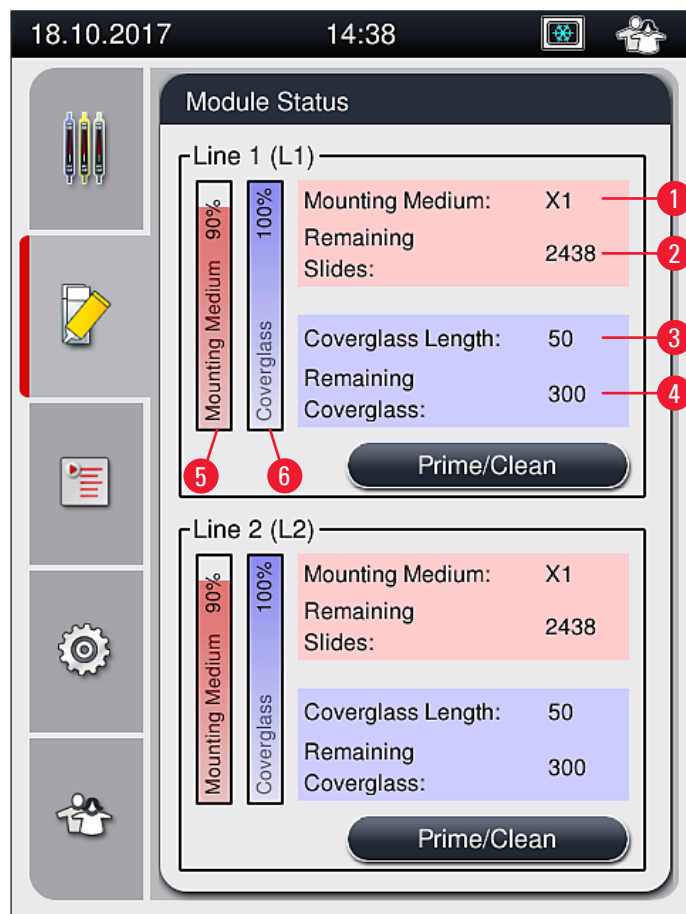 18.10.2017 14:38
Module Status
Line 1 (L1)
Mounting Medium 90%
Coverglass 100%
Mounting Medium: X1
Remaining
Slides: 2438
Coverglass Length: 50
Remaining
Coverglass: 300
Prime/Clean
1
2
3
4
5
6
Line 2 (L2)
Mounting Medium 90%
Coverglass 100%
Mounting Medium: X1
Remaining
Slides: 2438
Coverglass Length: 50
Remaining
Coverglass: 300
Prime/Clean